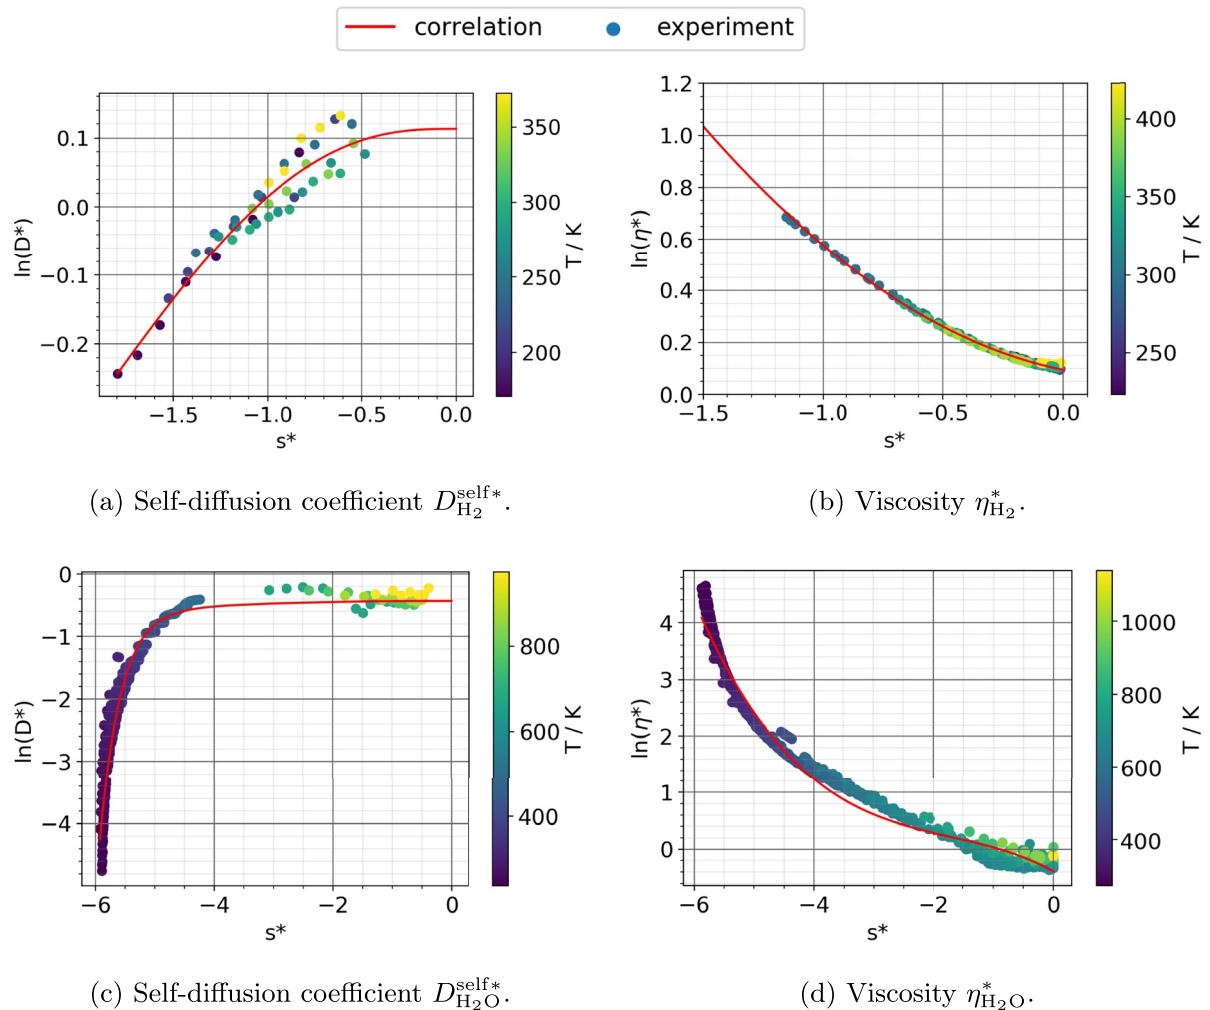 correlation experiment
0.1
0.0
−0.1
−0.2
ln(D*)
−1.5 −1.0 −0.5 0.0
s*
350
300
250
200
T / K
(a) Self-diffusion coefficient D_{H₂}^{self*}.
1.2
1.0
0.8
0.6
0.4
0.2
0.0
ln(η*)
−1.5 −1.0 −0.5 0.0
s*
400
350
300
250
T / K
(b) Viscosity η*_{H₂}.
0
−1
−2
−3
−4
ln(D*)
−6 −4 −2 0
s*
800
600
400
T / K
(c) Self-diffusion coefficient D_{H₂O}^{self*}.
4
3
2
1
0
ln(η*)
−6 −4 −2 0
s*
1000
800
600
400
T / K
(d) Viscosity η*_{H₂O}.